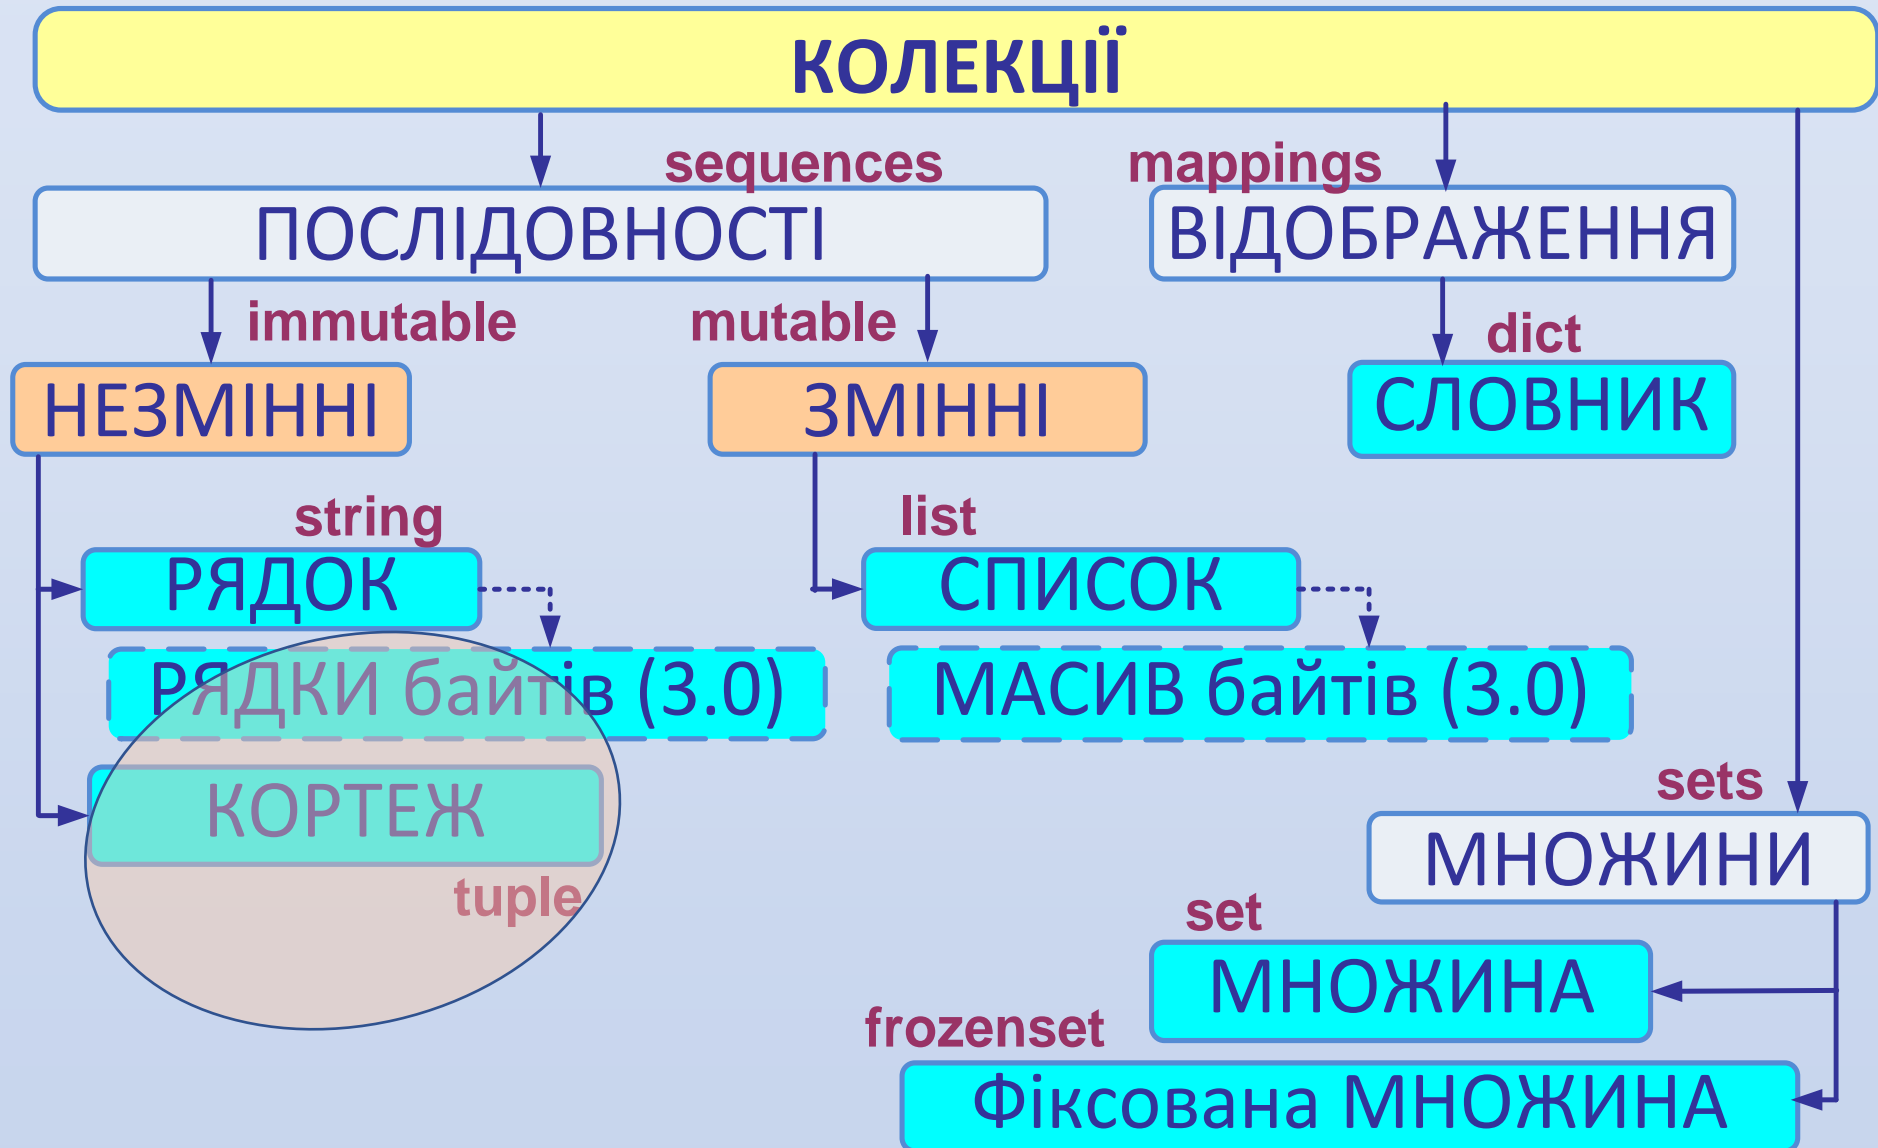 КОЛЕКЦІЇ
sequences
mappings
ПОСЛІДОВНОСТІ
ВІДОБРАЖЕННЯ
immutable
mutable
dict
НЕЗМІННІ
ЗМІННІ
СЛОВНИК
string
list
РЯДОК
СПИСОК
РЯДКИ байтів (3.0)
МАСИВ байтів (3.0)
sets
КОРТЕЖ
МНОЖИНИ
tuple
set
МНОЖИНА
frozenset
Фіксована МНОЖИНА